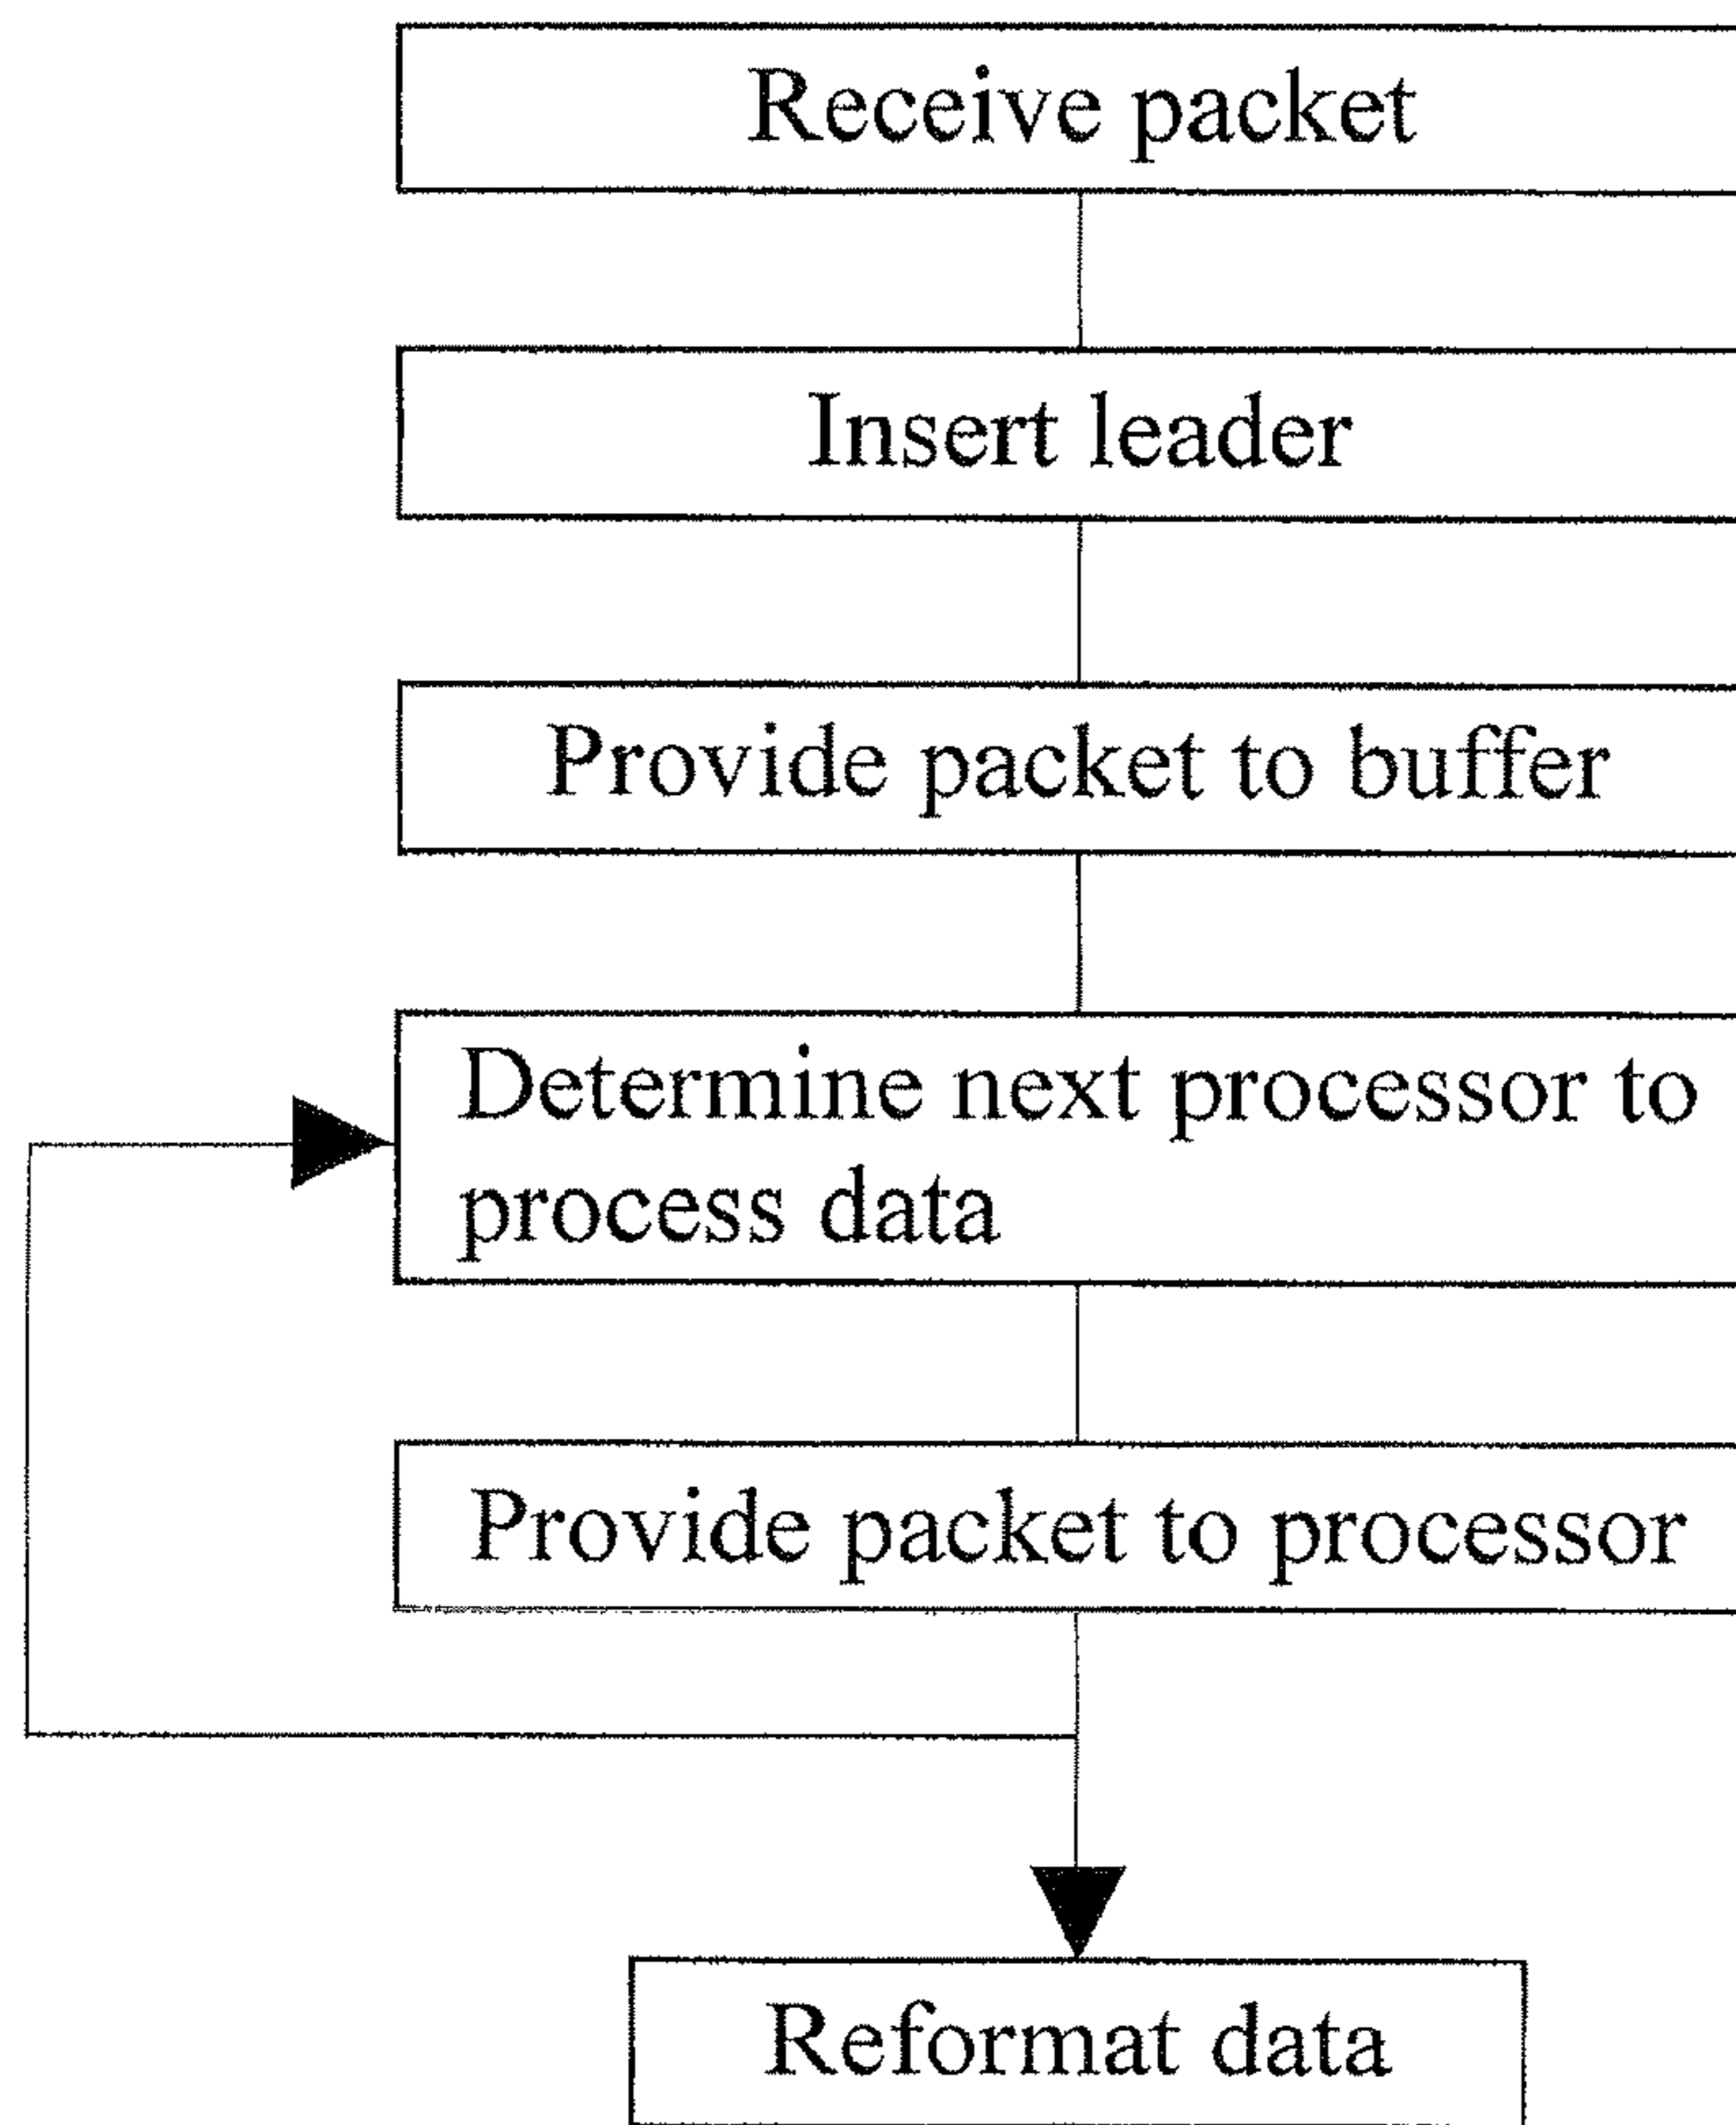 Receive packet
Insert leader
Provide packet to buffer
Determine next processor to
process data
Provide packet to processor
Reformat data